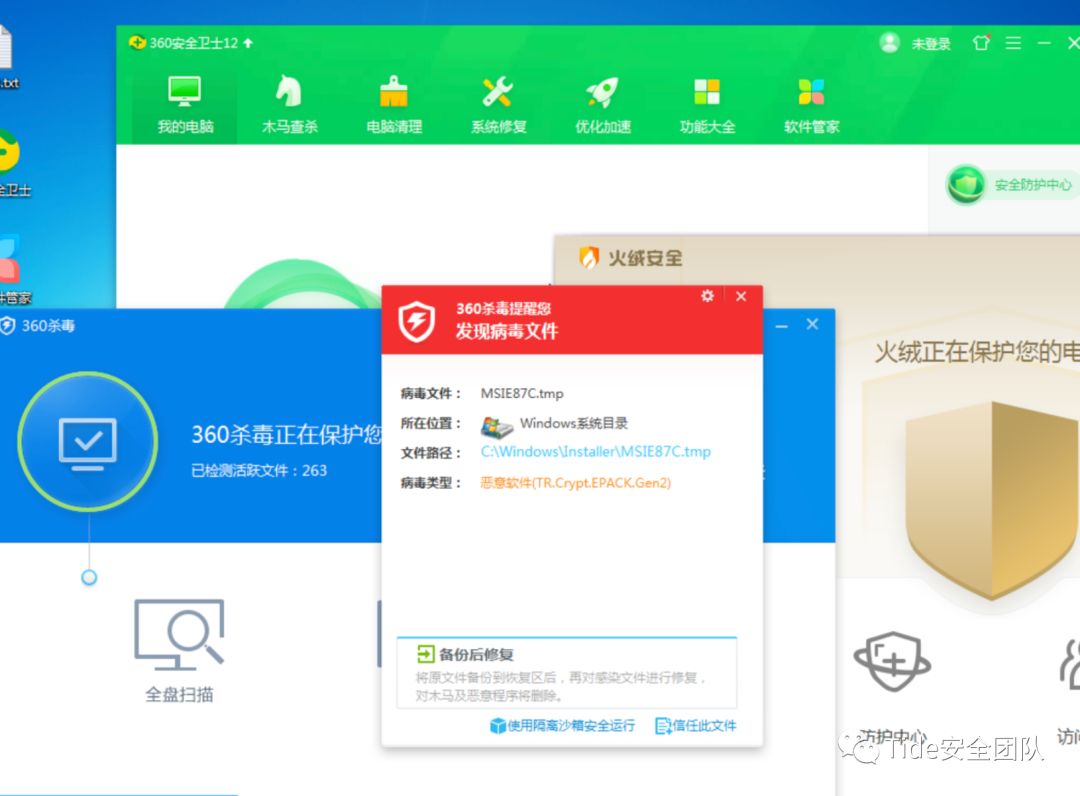 360安全卫士12
未登录
.txt
我的电脑
木马查杀
电脑清理
系统修复
优化加速
功能大全
软件管家
全卫士
安全防护中心
件管家
火绒安全
360杀毒
360杀毒提醒您
发现病毒文件
火绒正在保护您的电
病毒文件： MSIE87C.tmp
所在位置： Windows系统目录
360杀毒正在保护您
文件路径： C:\Windows\Installer\MSIE87C.tmp
已检测活跃文件：263
病毒类型： 恶意软件(TR.Crypt.EPACK.Gen2)
备份后修复
将原文件备份到恢复区后，再对感染文件进行修复，
对木马及恶意程序将删除。
全盘扫描
使用隔离沙箱安全运行
信任此文件
防护中心
访问
Tide安全团队